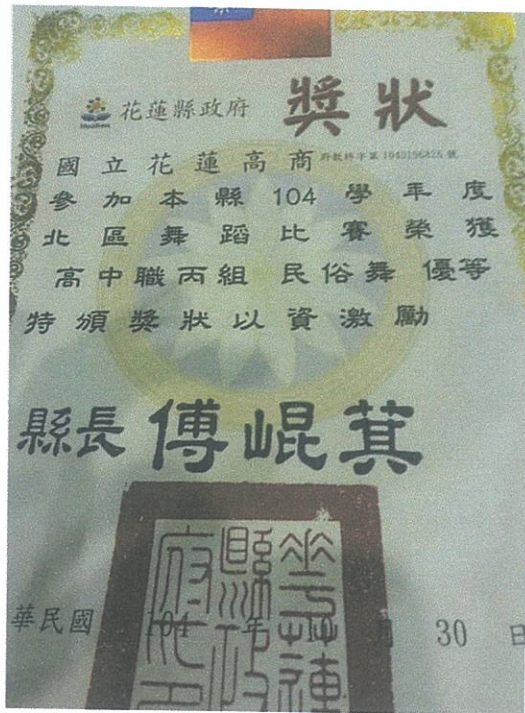 花蓮縣政府 獎狀
國立花蓮高商
參加本縣104學年度
北區舞蹈比賽榮獲
高中職丙組 民俗舞 優等
特頒獎狀以資激勵
縣長 傅崐萁
華民國 104 年 月 30 日